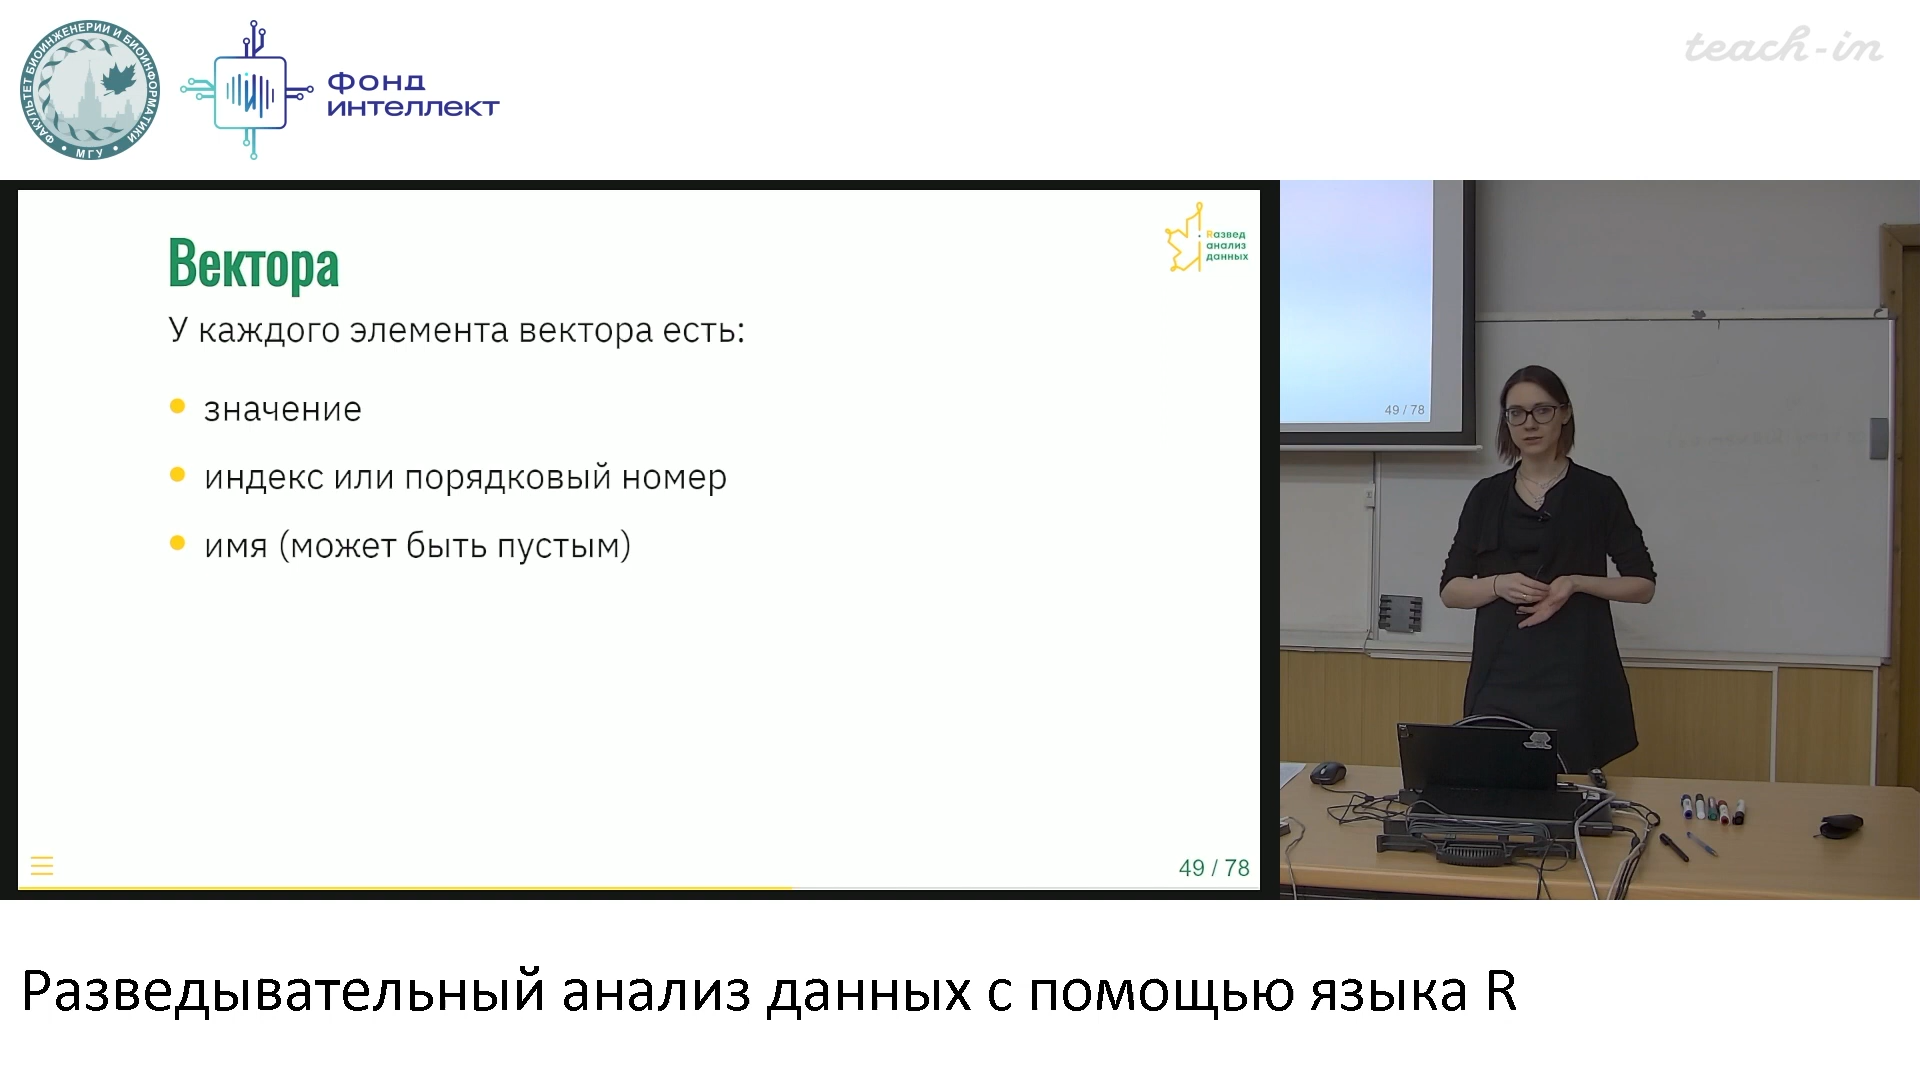 ФАКУЛЬТЕТ БИОИНЖЕНЕРИИ И БИОИНФОРМАТИКИ
МГУ
ФОНД
ИНТЕЛЛЕКТ
teach-in
Вектора
Rазвед
анализ
данных
У каждого элемента вектора есть:
значение
индекс или порядковый номер
имя (может быть пустым)
49 / 78
49 / 78
Разведывательный анализ данных с помощью языка R